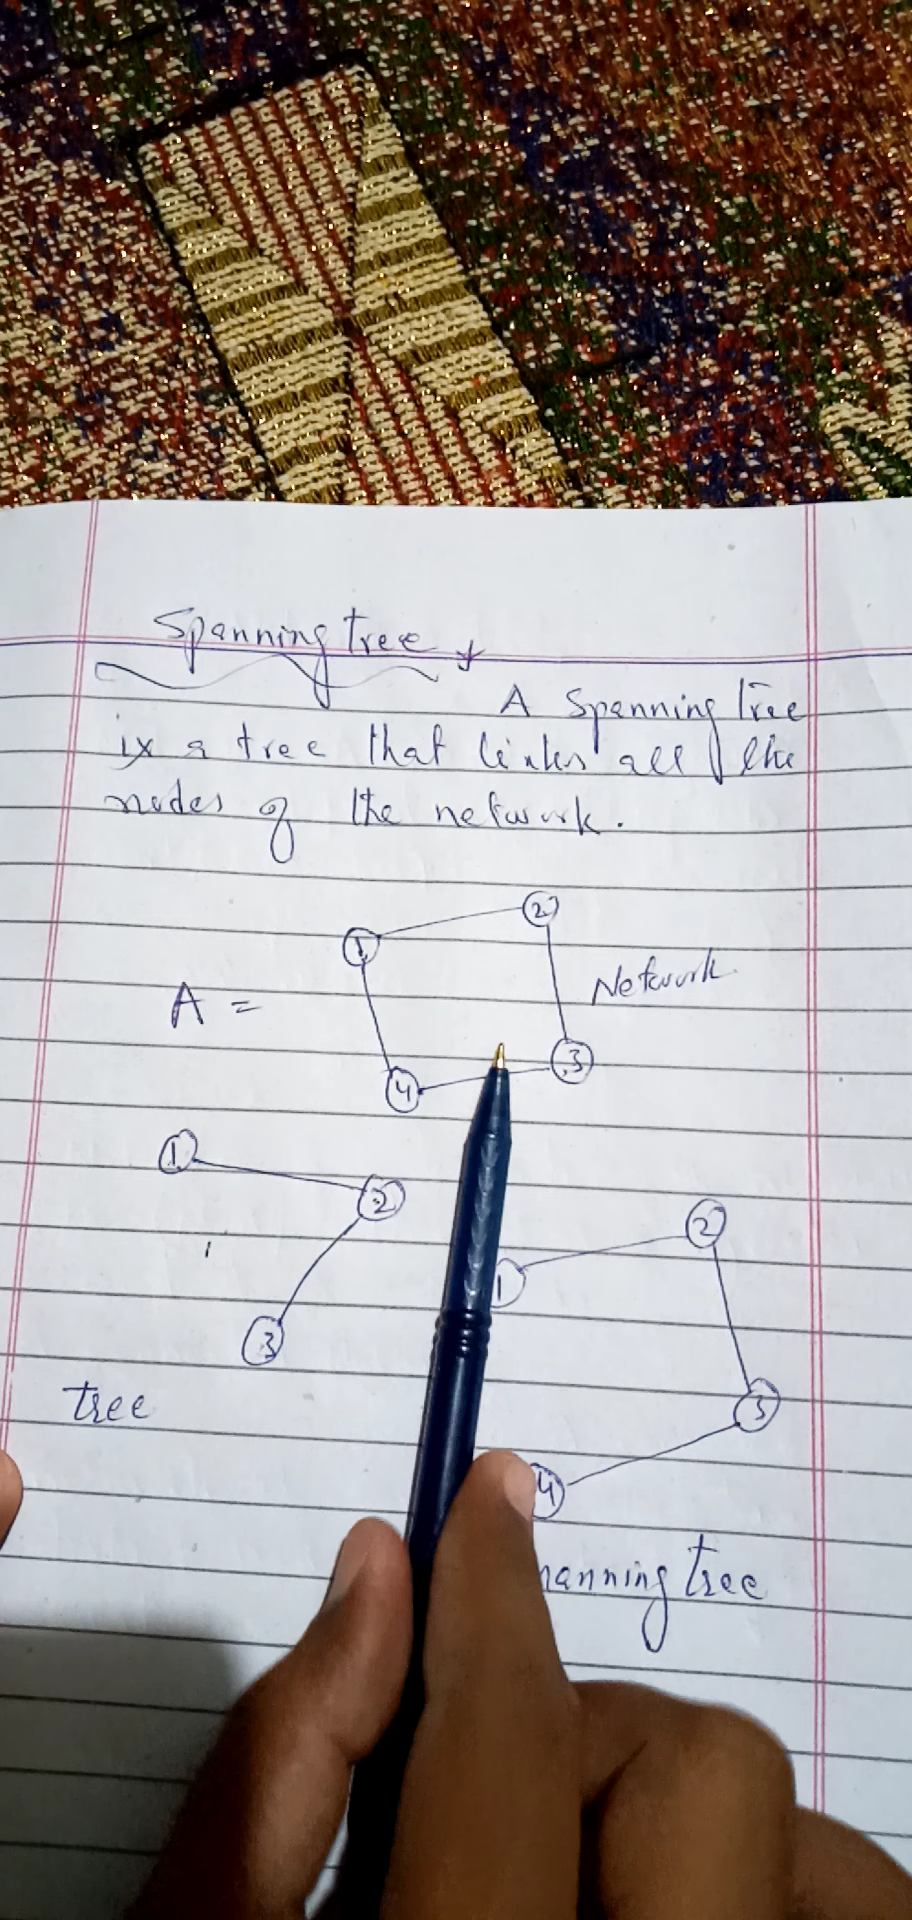 Spanning tree
A Spanning tree
is a tree that links all the
nodes of the network.
1 2
A = Network
4 3
1
2
3
tree
2
1
3
4
panning tree